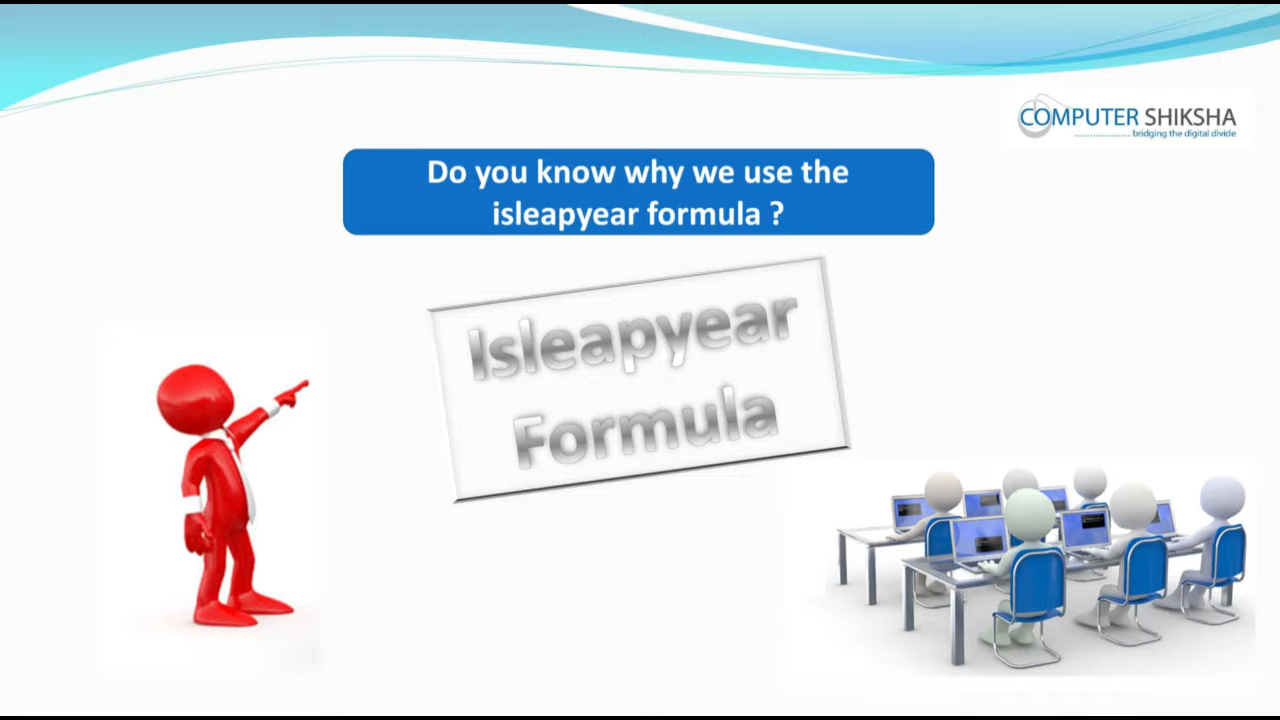 COMPUTER SHIKSHA
bridging the digital divide
Do you know why we use the
isleapyear formula ?
Isleapyear
Formula